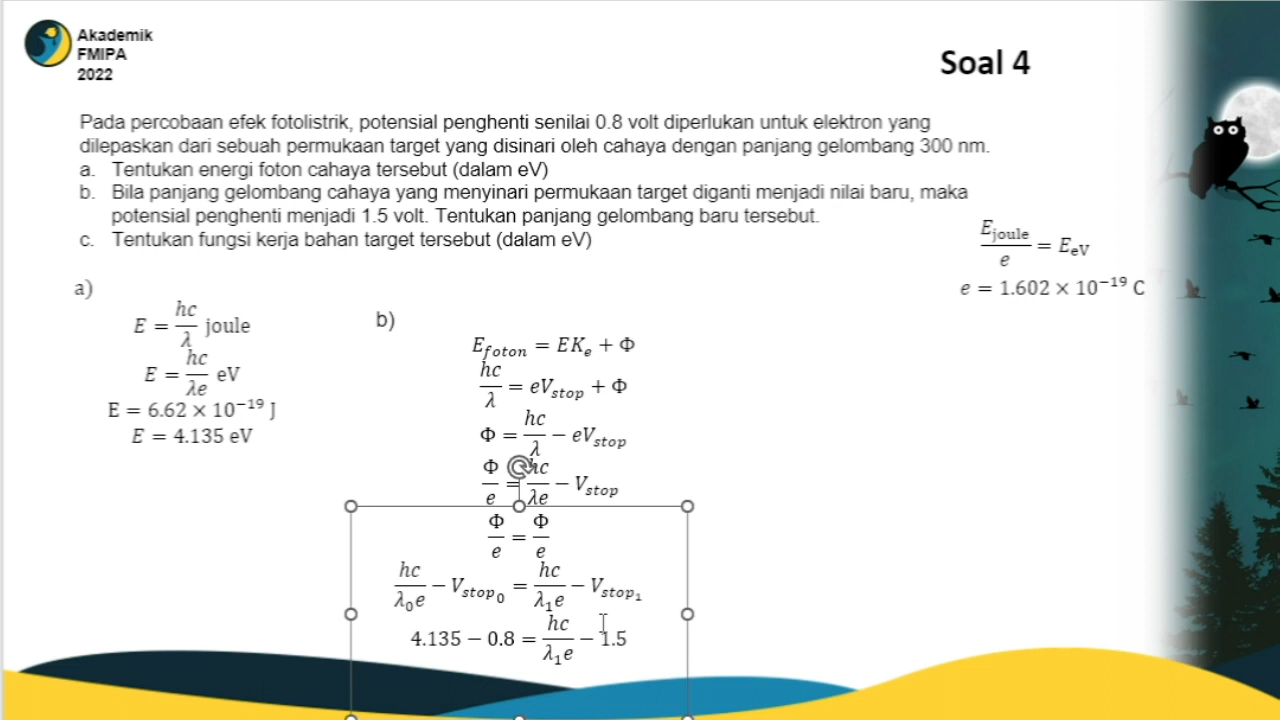 Akademik
FMIPA
2022
Soal 4
Pada percobaan efek fotolistrik, potensial penghenti senilai 0.8 volt diperlukan untuk elektron yang
dilepaskan dari sebuah permukaan target yang disinari oleh cahaya dengan panjang gelombang 300 nm.
a. Tentukan energi foton cahaya tersebut (dalam eV)
b. Bila panjang gelombang cahaya yang menyinari permukaan target diganti menjadi nilai baru, maka
potensial penghenti menjadi 1.5 volt. Tentukan panjang gelombang baru tersebut.
c. Tentukan fungsi kerja bahan target tersebut (dalam eV)
E_joule/e = E_eV
e = 1.602 × 10⁻¹⁹ C
a)
E = hc/λ joule
E = hc/λe eV
E = 6.62 × 10⁻¹⁹ J
E = 4.135 eV
b)
E_foton = EK_e + Φ
hc/λ = eV_stop + Φ
Φ = hc/λ − eV_stop
Φ/e = hc/λe − V_stop
Φ/e = Φ/e
hc/λ₀e − V_stop₀ = hc/λ₁e − V_stop₁
4.135 − 0.8 = hc/λ₁e − 1.5